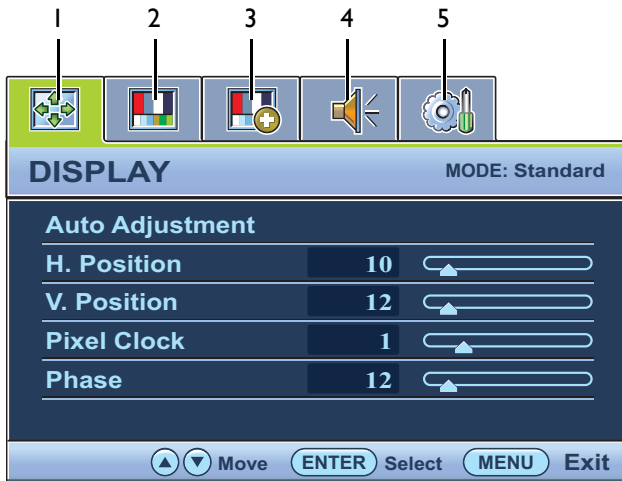 1 2 3 4 5
DISPLAY MODE: Standard
Auto Adjustment
H. Position 10
V. Position 12
Pixel Clock 1
Phase 12
Move ENTER Select MENU Exit